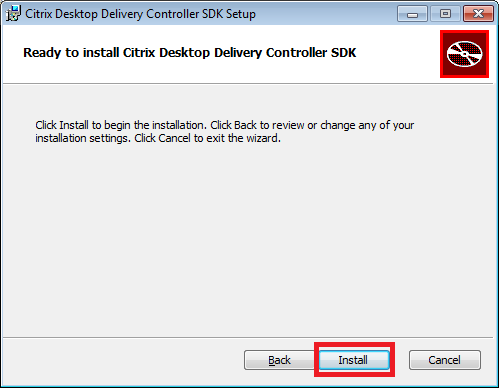 Citrix Desktop Delivery Controller SDK Setup
Ready to install Citrix Desktop Delivery Controller SDK
Click Install to begin the installation. Click Back to review or change any of your
installation settings. Click Cancel to exit the wizard.
Back Install Cancel